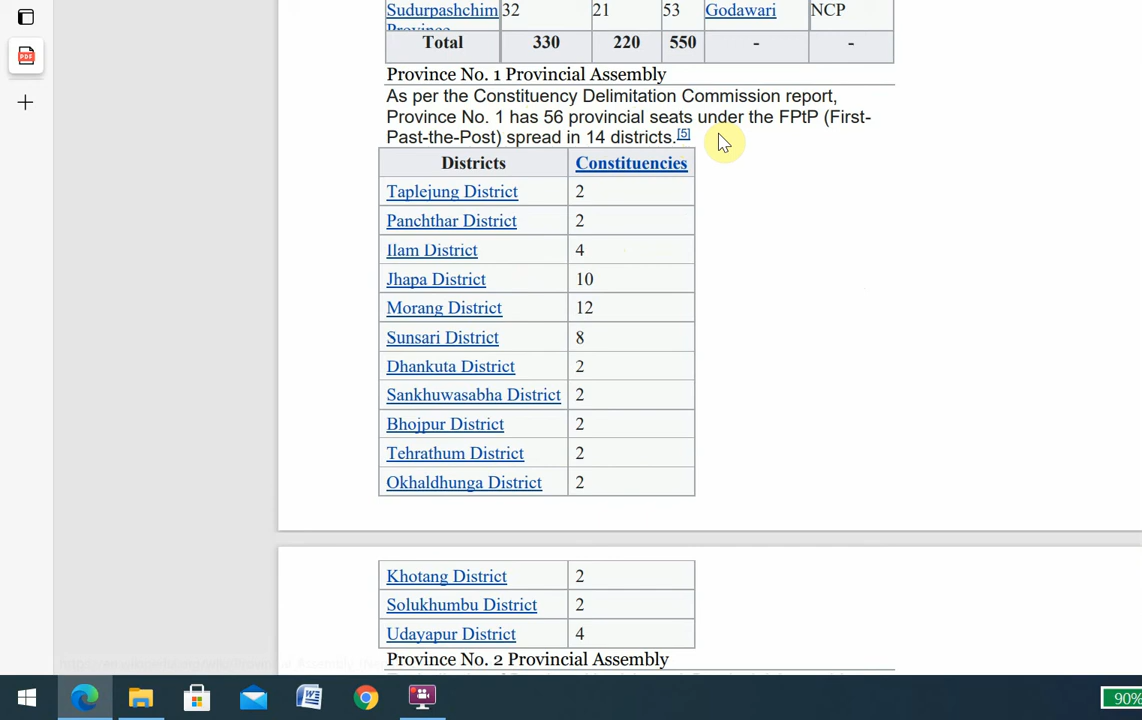 PDF
Sudurpashchim Province 32 21 53 Godawari NCP
Total 330 220 550 - -
Province No. 1 Provincial Assembly
As per the Constituency Delimitation Commission report,
Province No. 1 has 56 provincial seats under the FPtP (First-
Past-the-Post) spread in 14 districts.[5]
Districts Constituencies
Taplejung District 2
Panchthar District 2
Ilam District 4
Jhapa District 10
Morang District 12
Sunsari District 8
Dhankuta District 2
Sankhuwasabha District 2
Bhojpur District 2
Tehrathum District 2
Okhaldhunga District 2
Khotang District 2
Solukhumbu District 2
Udayapur District 4
Province No. 2 Provincial Assembly
90%